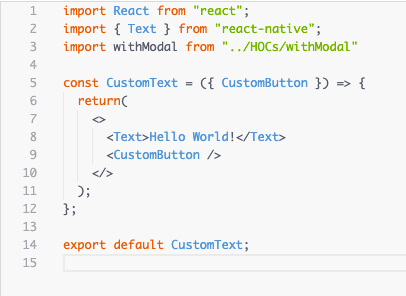 1 import React from "react";
2 import { Text } from "react-native";
3 import withModal from "../HOCs/withModal"
4
5 const CustomText = ({ CustomButton }) => {
6   return(
7     <>
8       <Text>Hello World!</Text>
9       <CustomButton />
10     </>
11   );
12 };
13
14 export default CustomText;
15